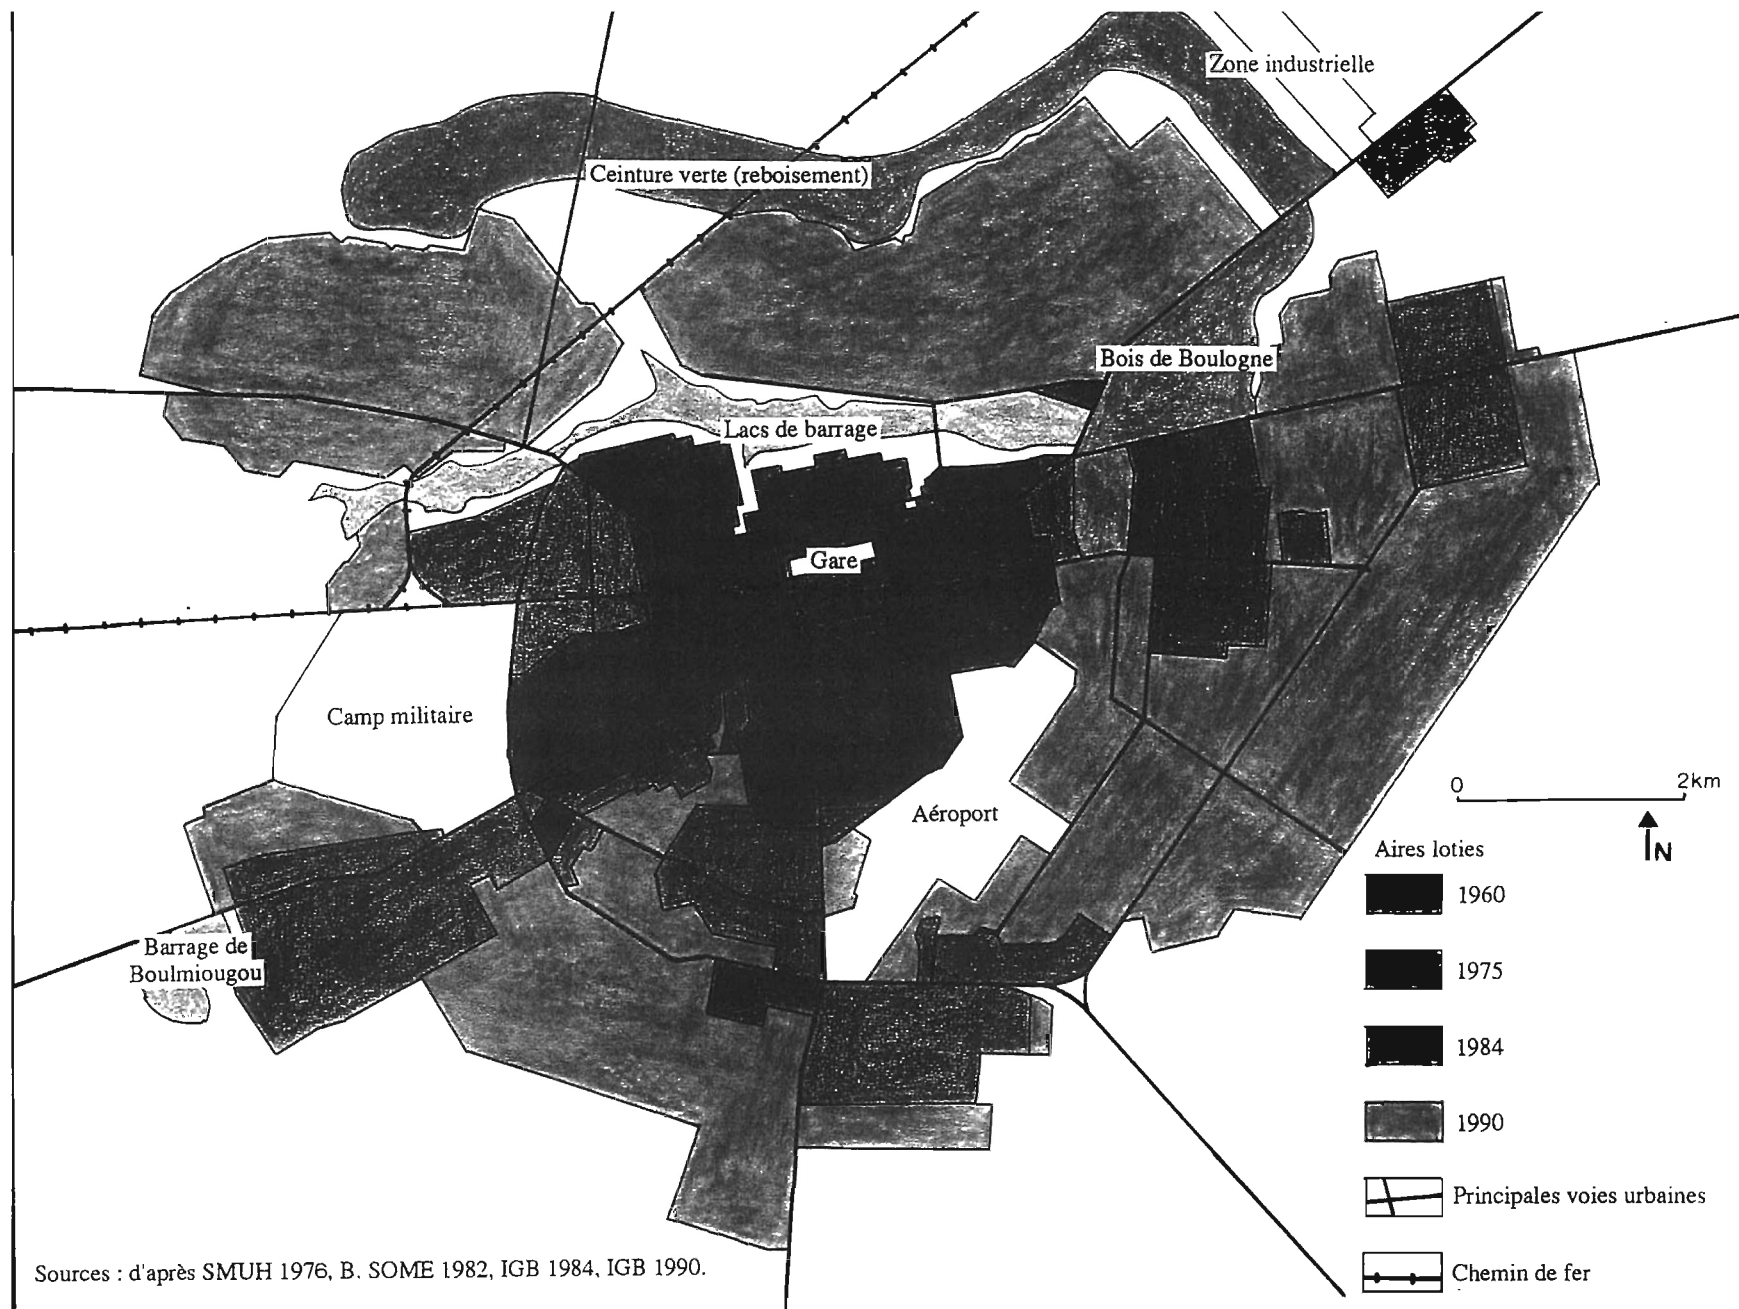 Zone industrielle
Ceinture verte (reboisement)
Bois de Boulogne
Lacs de barrage
Gare
Camp militaire
Aéroport
Barrage de
Boulmiougou
0 2km
N
Aires loties
1960
1975
1984
1990
Principales voies urbaines
Chemin de fer
Sources : d'après SMUH 1976, B. SOME 1982, IGB 1984, IGB 1990.